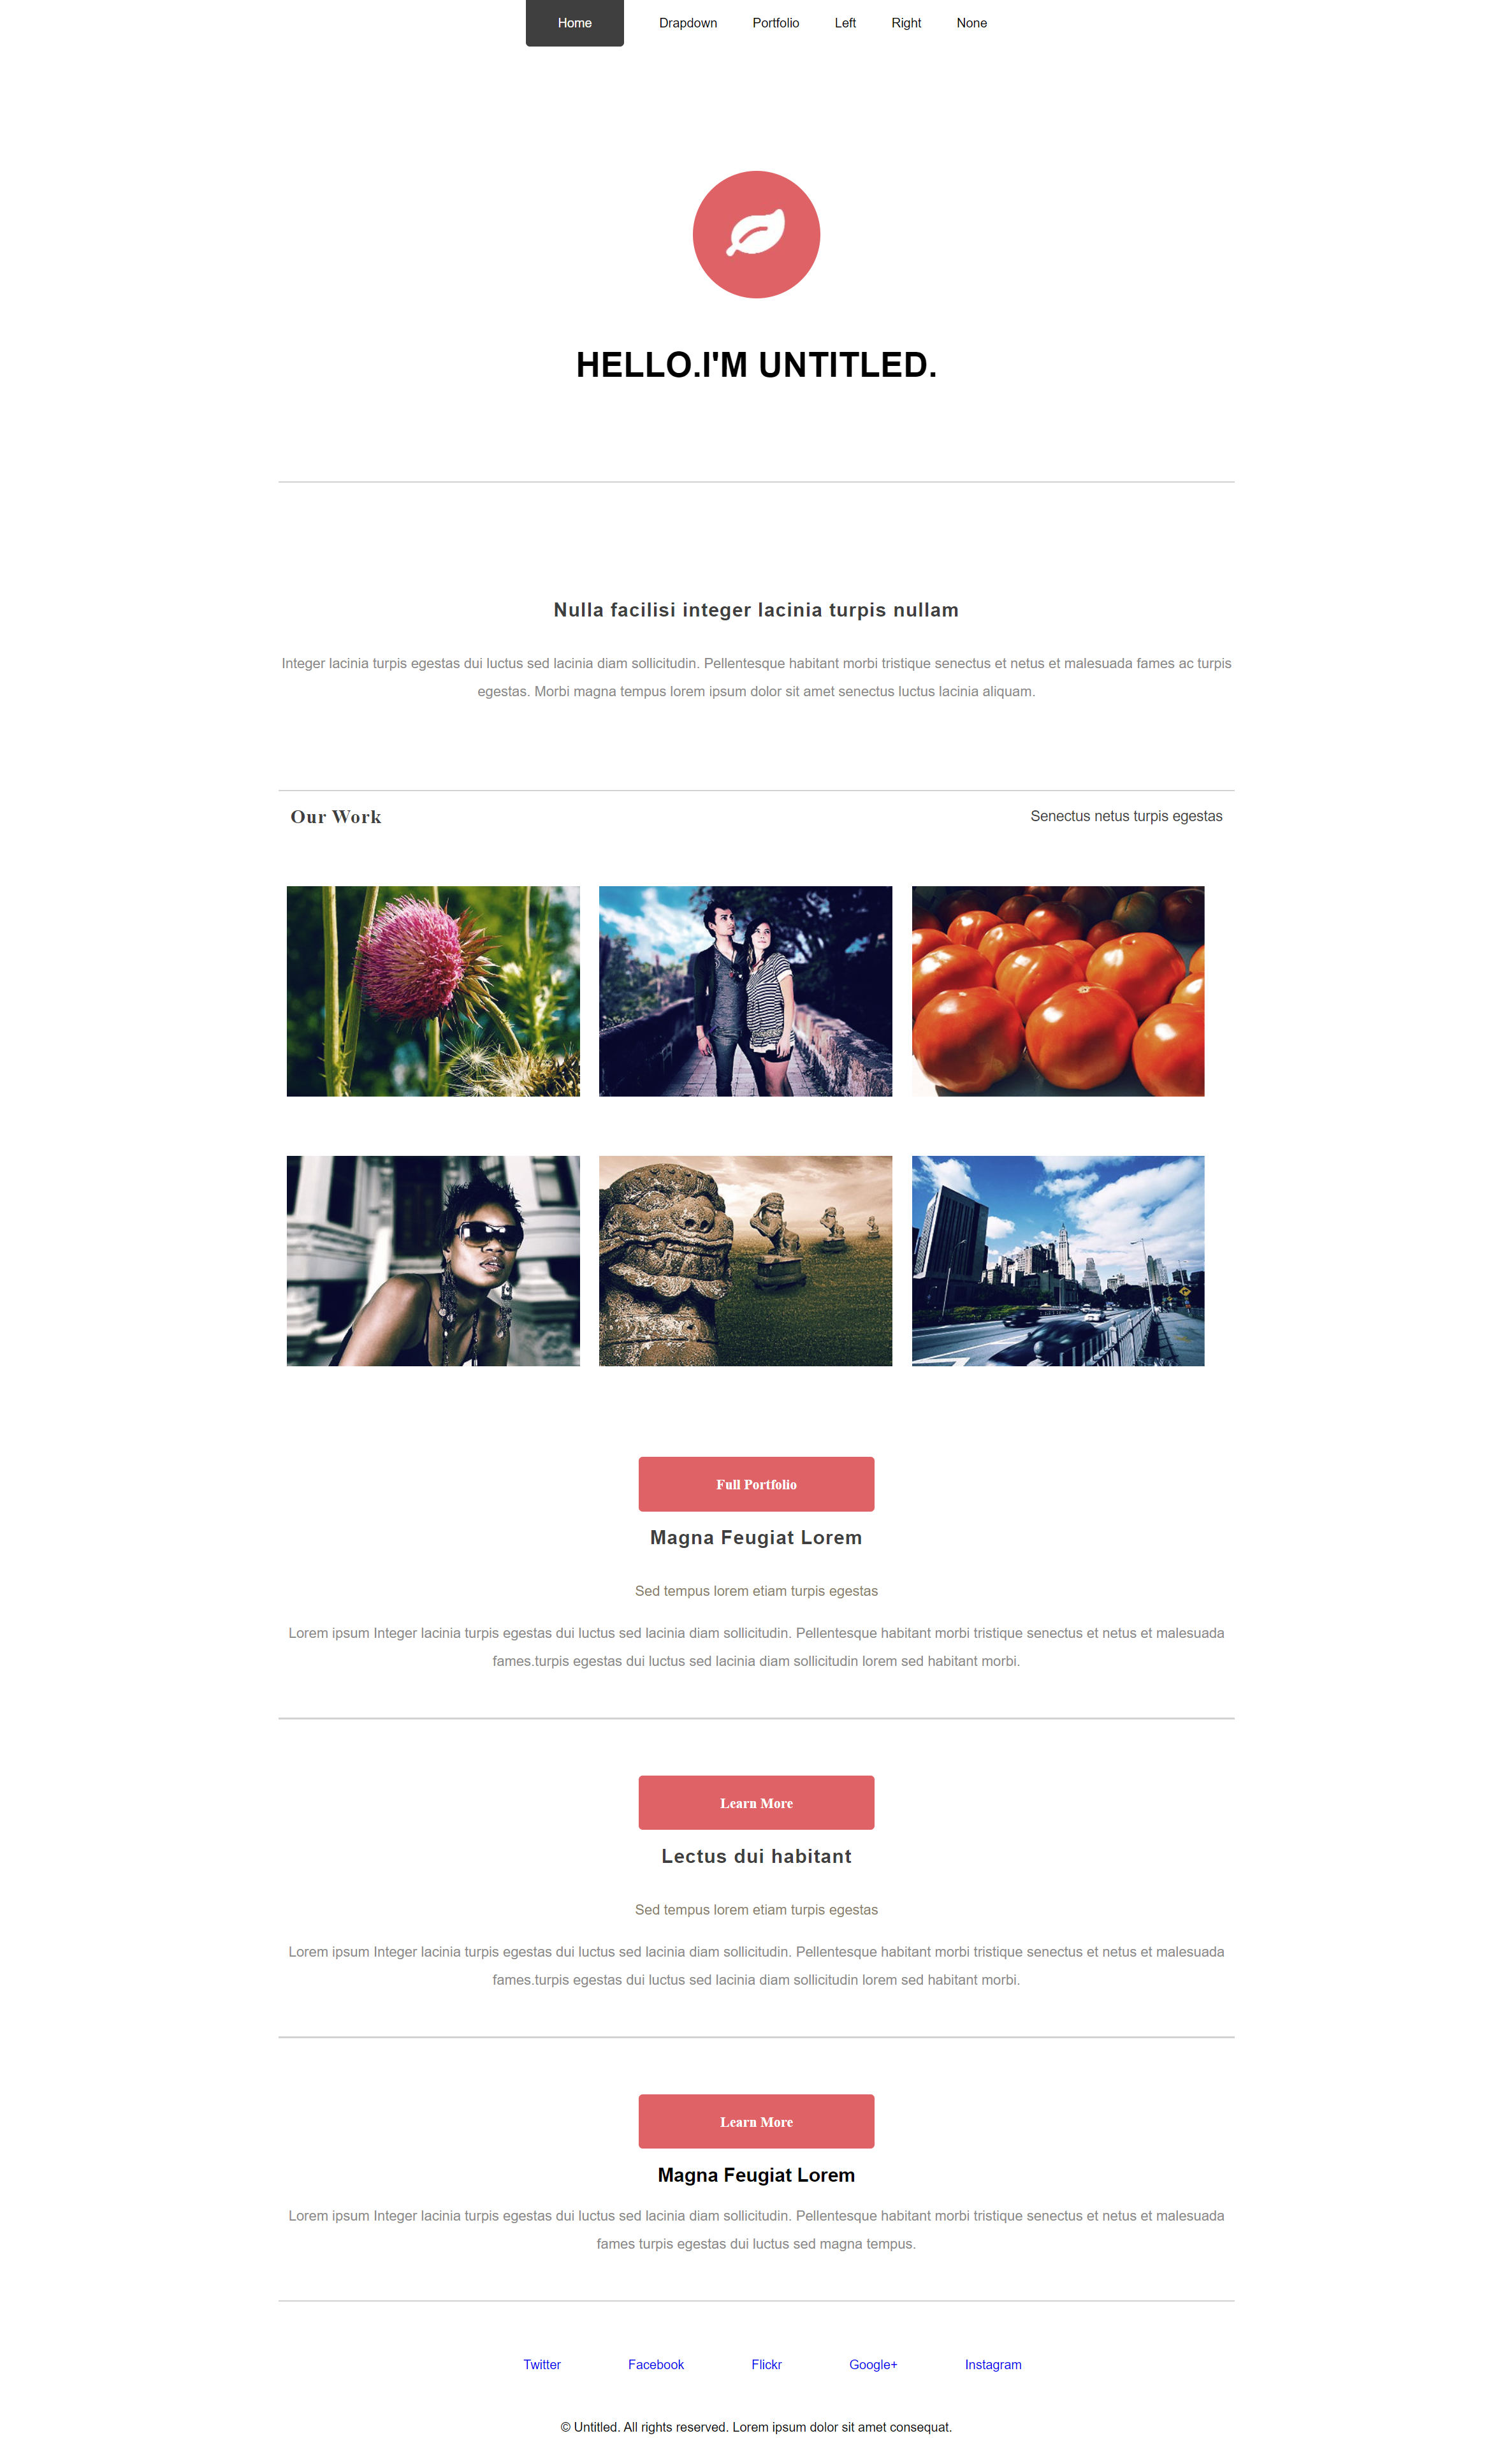 Home Drapdown Portfolio Left Right None
HELLO.I'M UNTITLED.
Nulla facilisi integer lacinia turpis nullam
Integer lacinia turpis egestas dui luctus sed lacinia diam sollicitudin. Pellentesque habitant morbi tristique senectus et netus et malesuada fames ac turpis
egestas. Morbi magna tempus lorem ipsum dolor sit amet senectus luctus lacinia aliquam.
Our Work Senectus netus turpis egestas
Full Portfolio
Magna Feugiat Lorem
Sed tempus lorem etiam turpis egestas
Lorem ipsum Integer lacinia turpis egestas dui luctus sed lacinia diam sollicitudin. Pellentesque habitant morbi tristique senectus et netus et malesuada
fames.turpis egestas dui luctus sed lacinia diam sollicitudin lorem sed habitant morbi.
Learn More
Lectus dui habitant
Sed tempus lorem etiam turpis egestas
Lorem ipsum Integer lacinia turpis egestas dui luctus sed lacinia diam sollicitudin. Pellentesque habitant morbi tristique senectus et netus et malesuada
fames.turpis egestas dui luctus sed lacinia diam sollicitudin lorem sed habitant morbi.
Learn More
Magna Feugiat Lorem
Lorem ipsum Integer lacinia turpis egestas dui luctus sed lacinia diam sollicitudin. Pellentesque habitant morbi tristique senectus et netus et malesuada
fames turpis egestas dui luctus sed magna tempus.
Twitter Facebook Flickr Google+ Instagram
© Untitled. All rights reserved. Lorem ipsum dolor sit amet consequat.